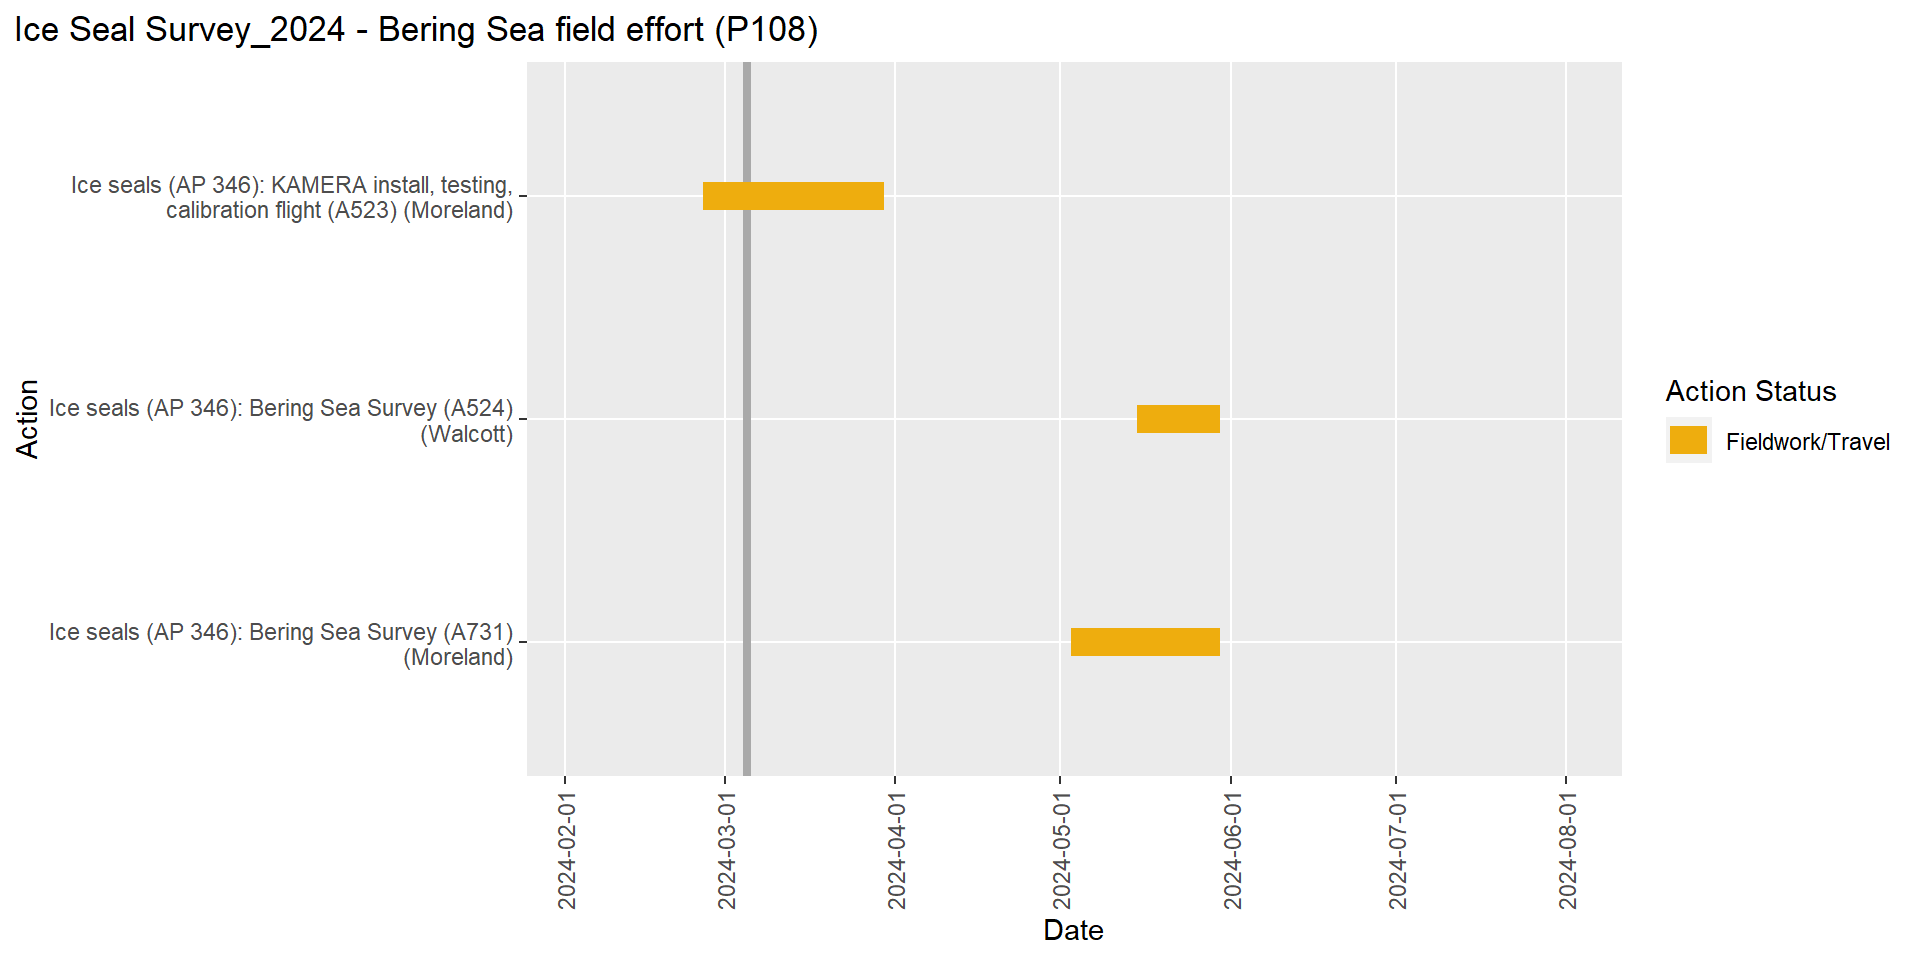 Ice Seal Survey_2024 - Bering Sea field effort (P108)
Action
Ice seals (AP 346): KAMERA install, testing,
calibration flight (A523) (Moreland)
Ice seals (AP 346): Bering Sea Survey (A524)
(Walcott)
Ice seals (AP 346): Bering Sea Survey (A731)
(Moreland)
2024-02-01
2024-03-01
2024-04-01
2024-05-01
2024-06-01
2024-07-01
2024-08-01
Date
Action Status
Fieldwork/Travel